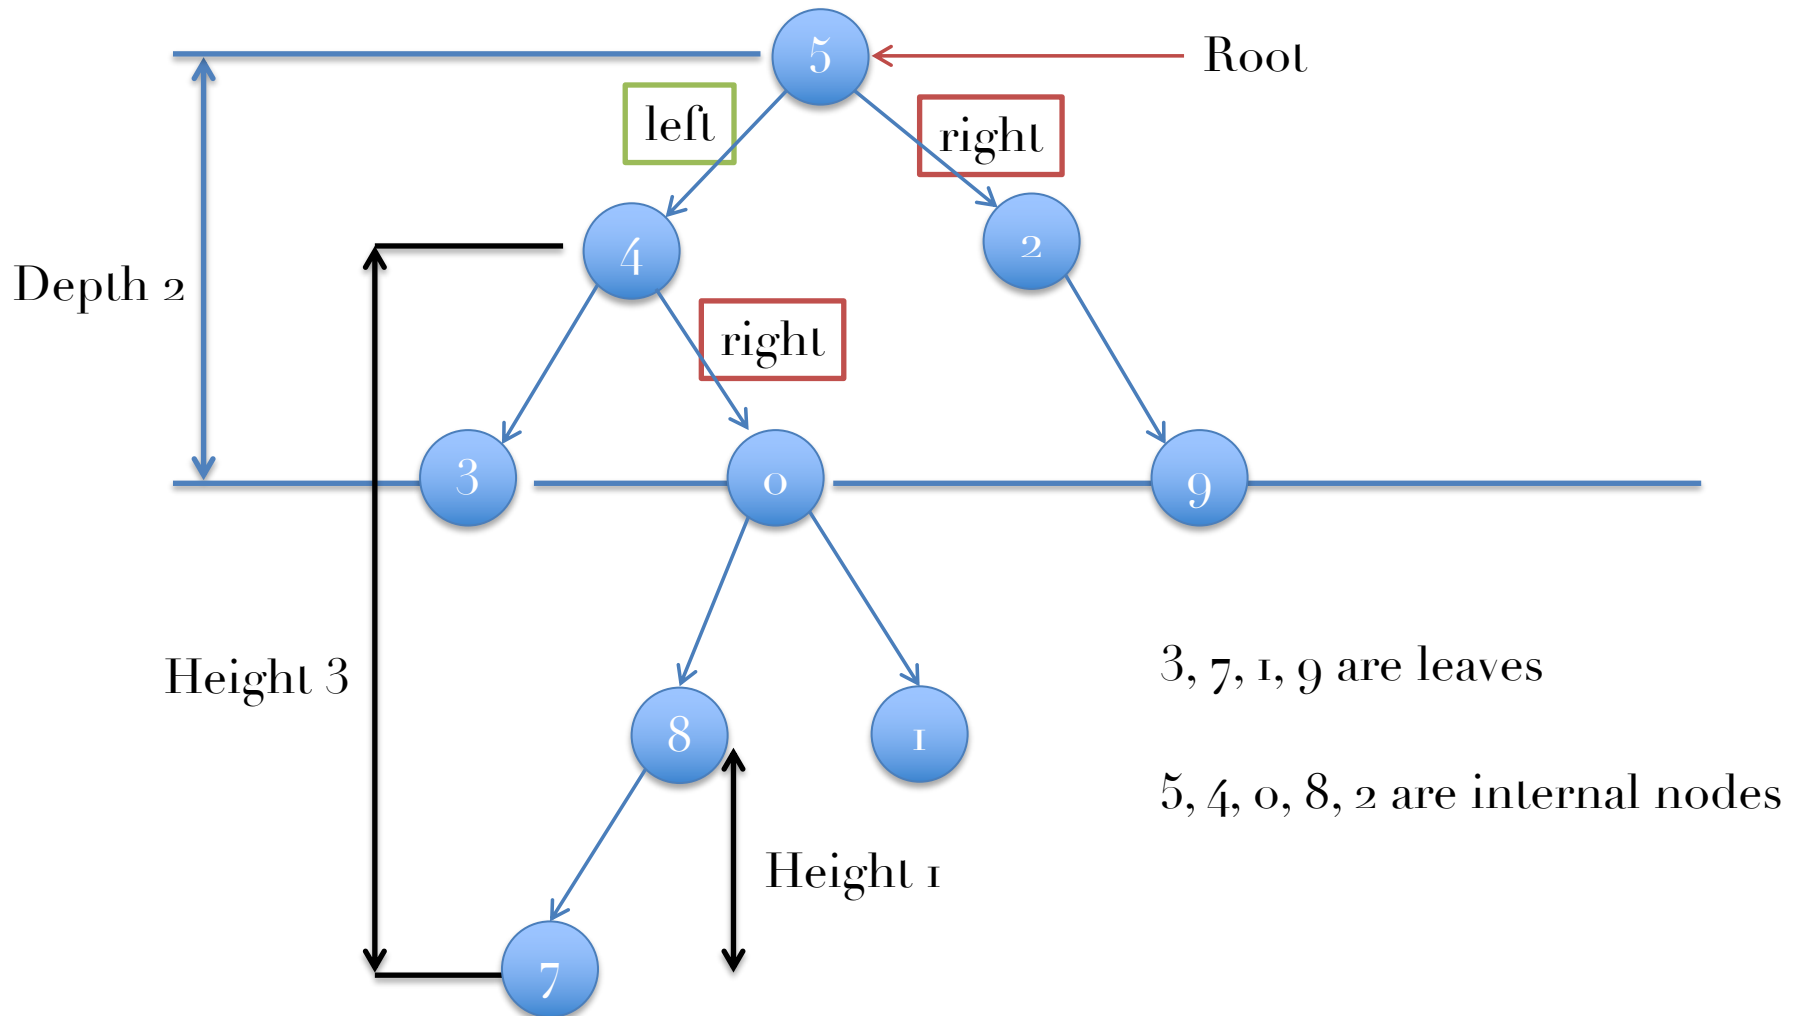 5
Root
left
right
4
2
Depth 2
right
3
0
9
Height 3
3, 7, 1, 9 are leaves
8
1
5, 4, 0, 8, 2 are internal nodes
Height 1
7